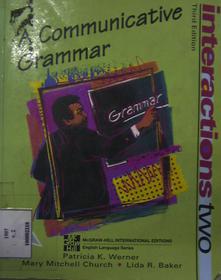 A Communicative
Grammar
Grammar
interactions two
Third Edition
McGRAW-HILL INTERNATIONAL EDITIONS
English Language Series
Patricia K. Werner
Mary Mitchell Church • Lida R. Baker